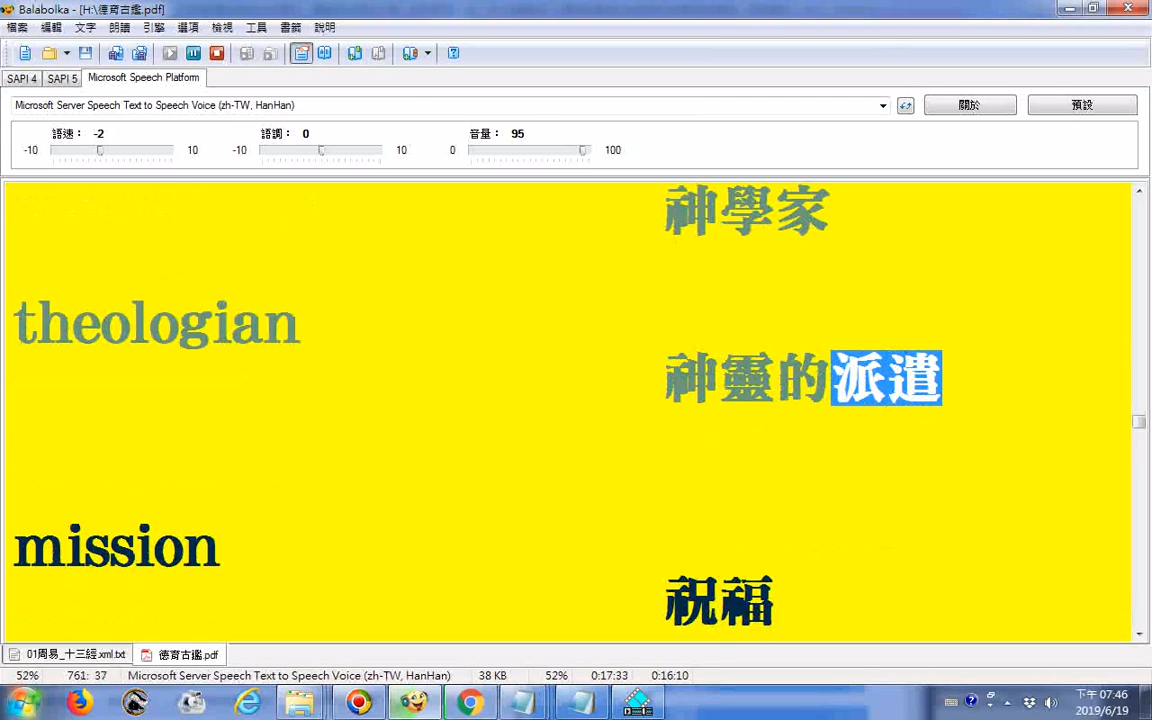 Balabolka - [H:\德育古鑑.pdf]
檔案 編輯 文字 朗讀 引擎 選項 檢視 工具 書籤 說明
SAPI 4 SAPI 5 Microsoft Speech Platform
Microsoft Server Speech Text to Speech Voice (zh-TW, HanHan) 關於 預設
語速： -2 語調： 0 音量： 95
-10 10 -10 10 0 100
神學家
theologian
神靈的派遣
mission
祝福
01周易_十三經.xml.txt 德育古鑑.pdf
52% 761: 37 Microsoft Server Speech Text to Speech Voice (zh-TW, HanHan) 38 KB 52% 0:17:33 0:16:10
下午 07:46
2019/6/19